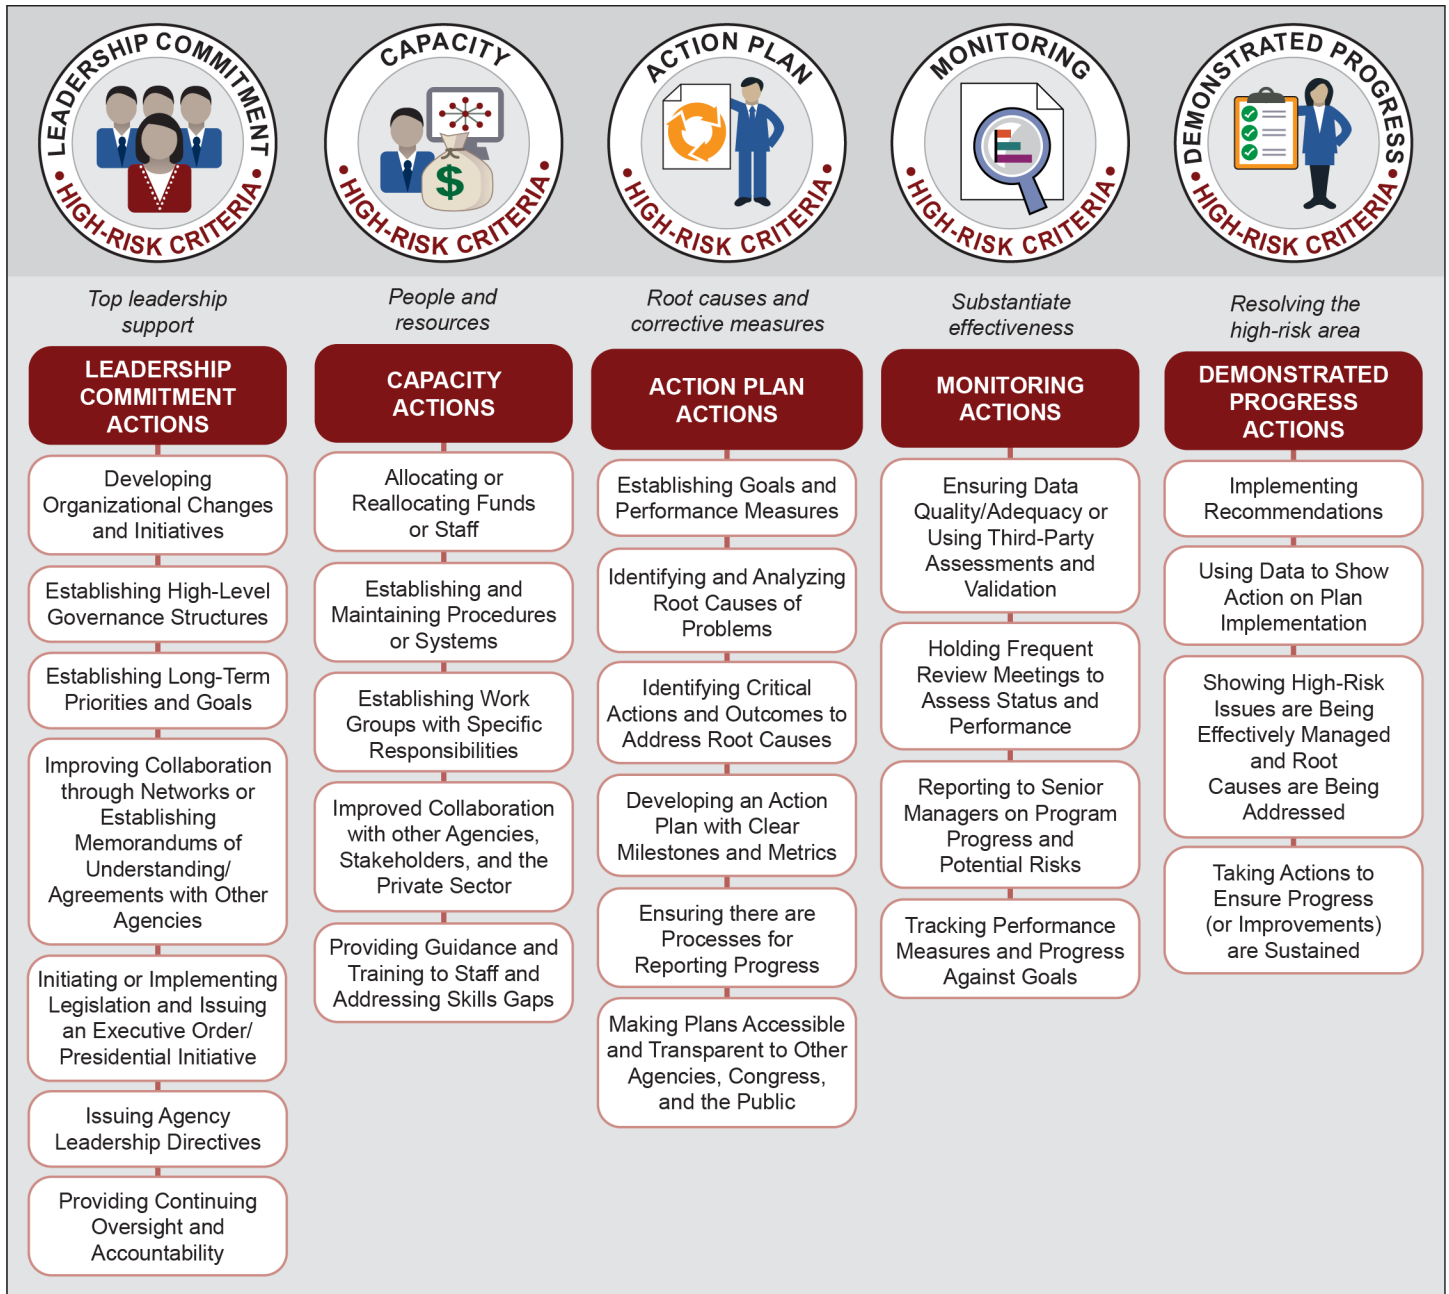 LEADERSHIP COMMITMENT
• HIGH-RISK CRITERIA •
CAPACITY
• HIGH-RISK CRITERIA •
$
ACTION PLAN
• HIGH-RISK CRITERIA •
MONITORING
• HIGH-RISK CRITERIA •
DEMONSTRATED PROGRESS
• HIGH-RISK CRITERIA •
Top leadership
support
LEADERSHIP
COMMITMENT
ACTIONS
Developing
Organizational Changes
and Initiatives
Establishing High-Level
Governance Structures
Establishing Long-Term
Priorities and Goals
Improving Collaboration
through Networks or
Establishing
Memorandums of
Understanding/
Agreements with Other
Agencies
Initiating or Implementing
Legislation and Issuing
an Executive Order/
Presidential Initiative
Issuing Agency
Leadership Directives
Providing Continuing
Oversight and
Accountability
People and
resources
CAPACITY
ACTIONS
Allocating or
Reallocating Funds
or Staff
Establishing and
Maintaining Procedures
or Systems
Establishing Work
Groups with Specific
Responsibilities
Improved Collaboration
with other Agencies,
Stakeholders, and the
Private Sector
Providing Guidance and
Training to Staff and
Addressing Skills Gaps
Root causes and
corrective measures
ACTION PLAN
ACTIONS
Establishing Goals and
Performance Measures
Identifying and Analyzing
Root Causes of
Problems
Identifying Critical
Actions and Outcomes to
Address Root Causes
Developing an Action
Plan with Clear
Milestones and Metrics
Ensuring there are
Processes for
Reporting Progress
Making Plans Accessible
and Transparent to Other
Agencies, Congress,
and the Public
Substantiate
effectiveness
MONITORING
ACTIONS
Ensuring Data
Quality/Adequacy or
Using Third-Party
Assessments and
Validation
Holding Frequent
Review Meetings to
Assess Status and
Performance
Reporting to Senior
Managers on Program
Progress and
Potential Risks
Tracking Performance
Measures and Progress
Against Goals
Resolving the
high-risk area
DEMONSTRATED
PROGRESS
ACTIONS
Implementing
Recommendations
Using Data to Show
Action on Plan
Implementation
Showing High-Risk
Issues are Being
Effectively Managed
and Root
Causes are Being
Addressed
Taking Actions to
Ensure Progress
(or Improvements)
are Sustained